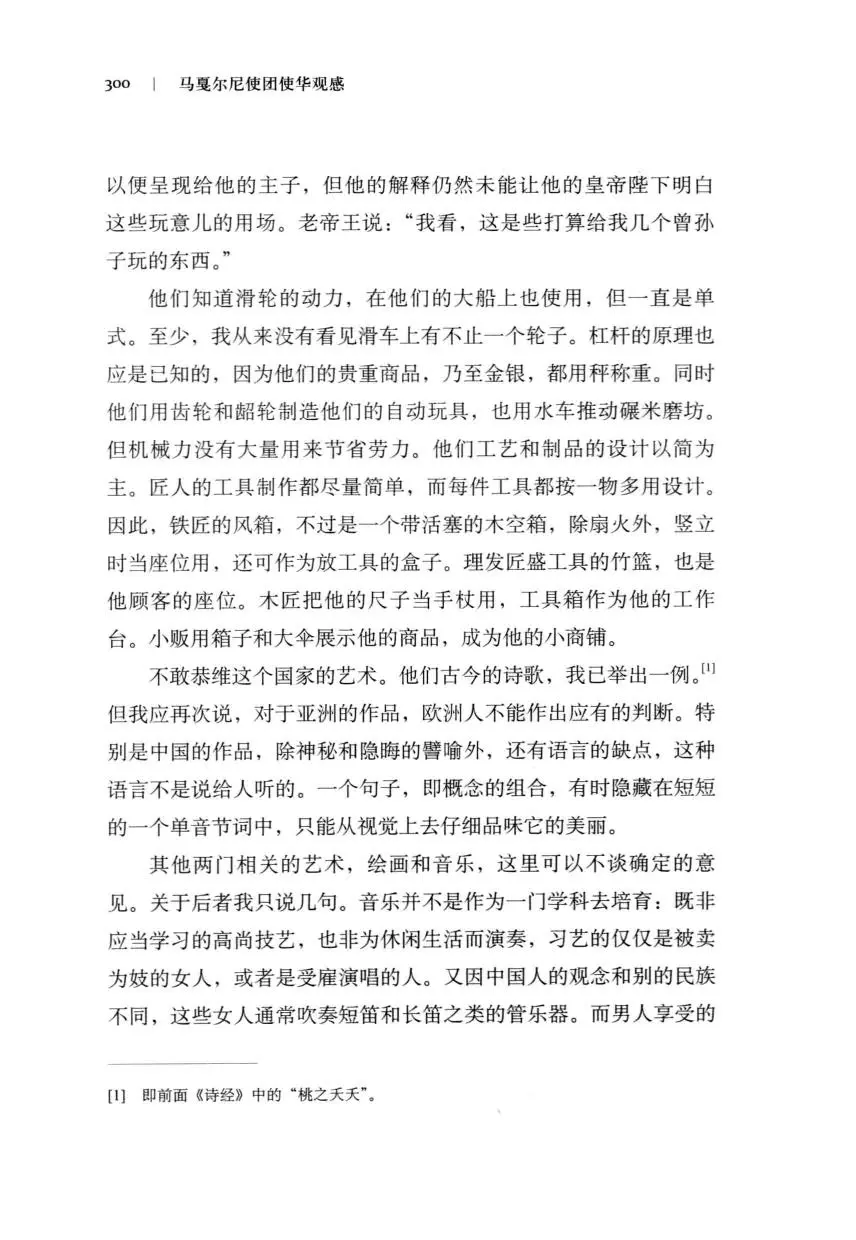 300 | 马戛尔尼使团使华观感
以便呈现给他的主子，但他的解释仍然未能让他的皇帝陛下明白
这些玩意儿的用场。老帝王说：“我看，这是些打算给我几个曾孙
子玩的东西。”
他们知道滑轮的动力，在他们的大船上也使用，但一直是单
式。至少，我从来没有看见滑车上有不止一个轮子。杠杆的原理也
应是已知的，因为他们的贵重商品，乃至金银，都用秤称重。同时
他们用齿轮和龆轮制造他们的自动玩具，也用水车推动碾米磨坊。
但机械力没有大量用来节省劳力。他们工艺和制品的设计以简为
主。匠人的工具制作都尽量简单，而每件工具都按一物多用设计。
因此，铁匠的风箱，不过是一个带活塞的木空箱，除扇火外，竖立
时当座位用，还可作为放工具的盒子。理发匠盛工具的竹篮，也是
他顾客的座位。木匠把他的尺子当手杖用，工具箱作为他的工作
台。小贩用箱子和大伞展示他的商品，成为他的小商铺。
不敢恭维这个国家的艺术。他们古今的诗歌，我已举出一例。[1]
但我应再次说，对于亚洲的作品，欧洲人不能作出应有的判断。特
别是中国的作品，除神秘和隐晦的譬喻外，还有语言的缺点，这种
语言不是说给人听的。一个句子，即概念的组合，有时隐藏在短短
的一个单音节词中，只能从视觉上去仔细品味它的美丽。
其他两门相关的艺术，绘画和音乐，这里可以不谈确定的意
见。关于后者我只说几句。音乐并不是作为一门学科去培育：既非
应当学习的高尚技艺，也非为休闲生活而演奏，习艺的仅仅是被卖
为妓的女人，或者是受雇演唱的人。又因中国人的观念和别的民族
不同，这些女人通常吹奏短笛和长笛之类的管乐器。而男人享受的
[1] 即前面《诗经》中的“桃之夭夭”。